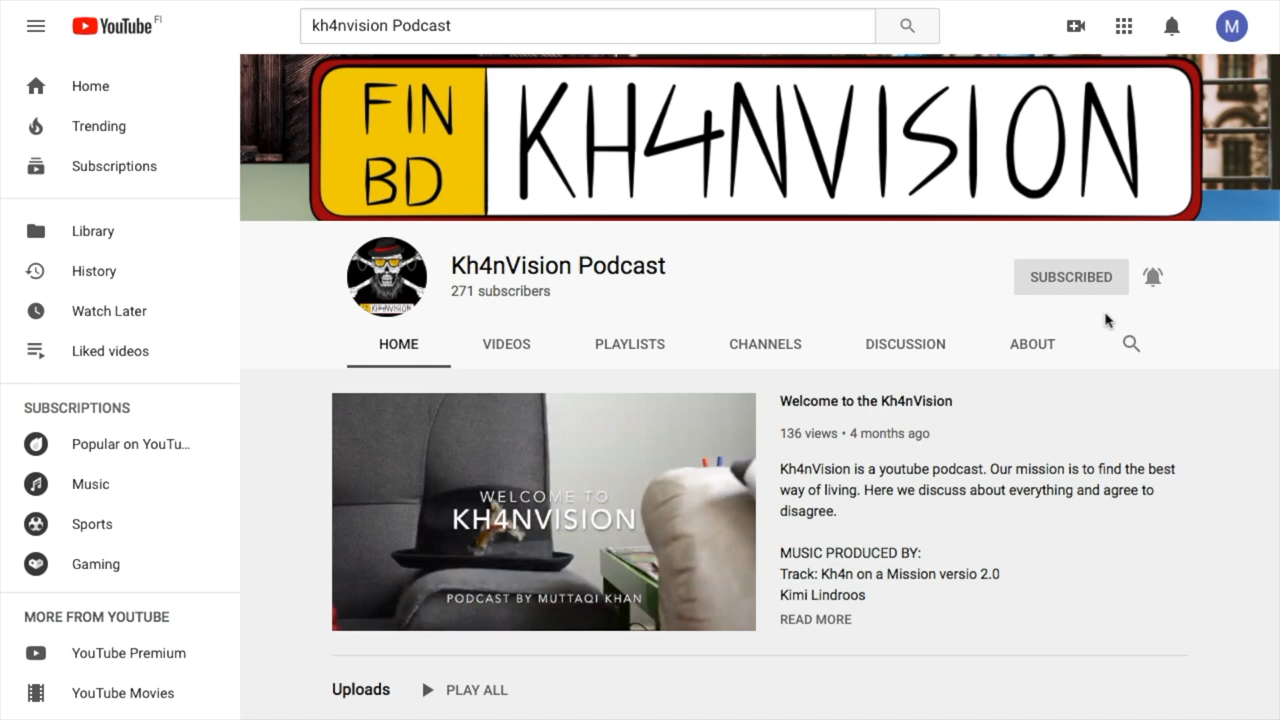 YouTube FI
kh4nvision Podcast
M
Home
Trending
Subscriptions
Library
History
Watch Later
Liked videos
SUBSCRIPTIONS
Popular on YouTu...
Music
Sports
Gaming
MORE FROM YOUTUBE
YouTube Premium
YouTube Movies
FIN
BD
KH4NVISION
KH4NVISION
Kh4nVision Podcast
271 subscribers
SUBSCRIBED
HOME
VIDEOS
PLAYLISTS
CHANNELS
DISCUSSION
ABOUT
WELCOME TO
KH4NVISION
PODCAST BY MUTTAQI KHAN
Welcome to the Kh4nVision
136 views • 4 months ago
Kh4nVision is a youtube podcast. Our mission is to find the best
way of living. Here we discuss about everything and agree to
disagree.
MUSIC PRODUCED BY:
Track: Kh4n on a Mission versio 2.0
Kimi Lindroos
READ MORE
Uploads
PLAY ALL